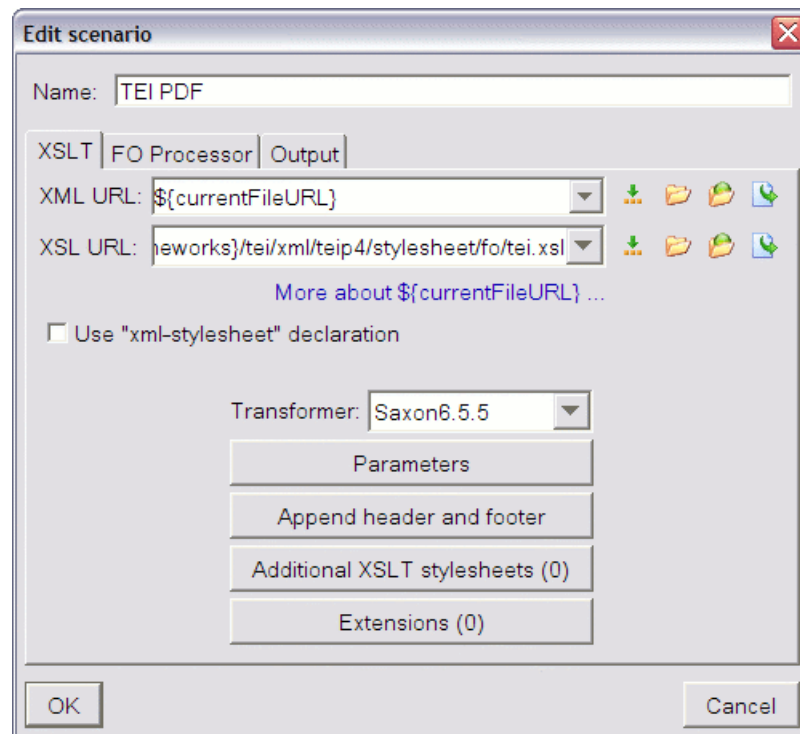 Edit scenario
Name: TEI PDF
XSLT FO Processor Output
XML URL: ${currentFileURL}
XSL URL: neworks}/tei/xml/teip4/stylesheet/fo/tei.xsl
More about ${currentFileURL} ...
Use "xml-stylesheet" declaration
Transformer: Saxon6.5.5
Parameters
Append header and footer
Additional XSLT stylesheets (0)
Extensions (0)
OK Cancel